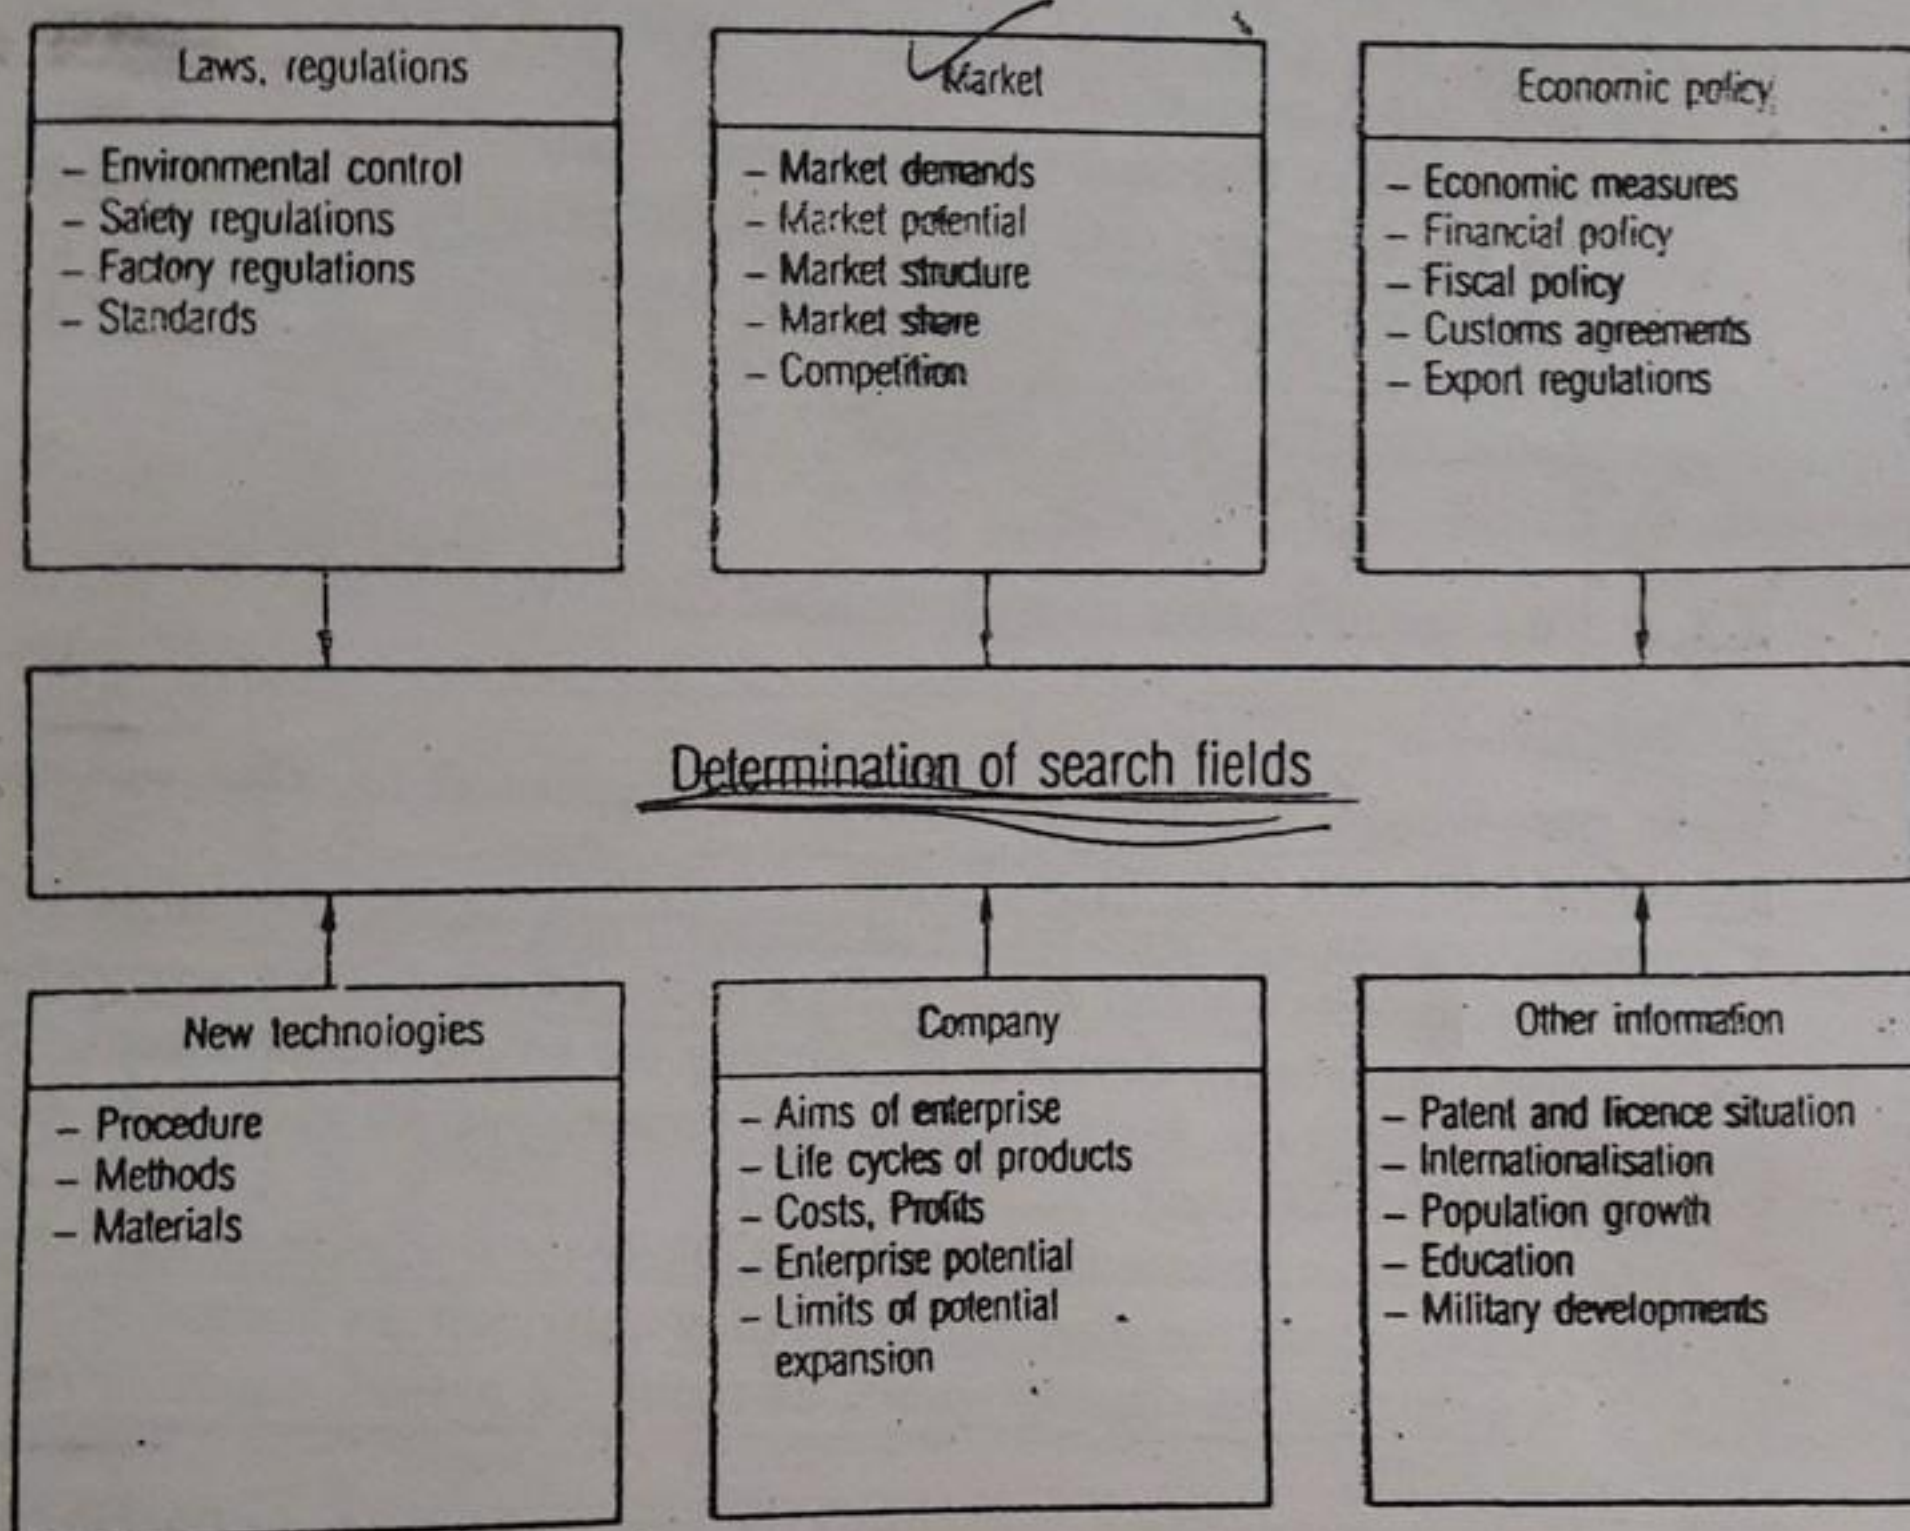 Laws, regulations
– Environmental control
– Safety regulations
– Factory regulations
– Standards
Market
– Market demands
– Market potential
– Market structure
– Market share
– Competition
Economic policy
– Economic measures
– Financial policy
– Fiscal policy
– Customs agreements
– Export regulations
Determination of search fields
New technologies
– Procedure
– Methods
– Materials
Company
– Aims of enterprise
– Life cycles of products
– Costs, Profits
– Enterprise potential
– Limits of potential
expansion
Other information
– Patent and licence situation
– Internationalisation
– Population growth
– Education
– Military developments